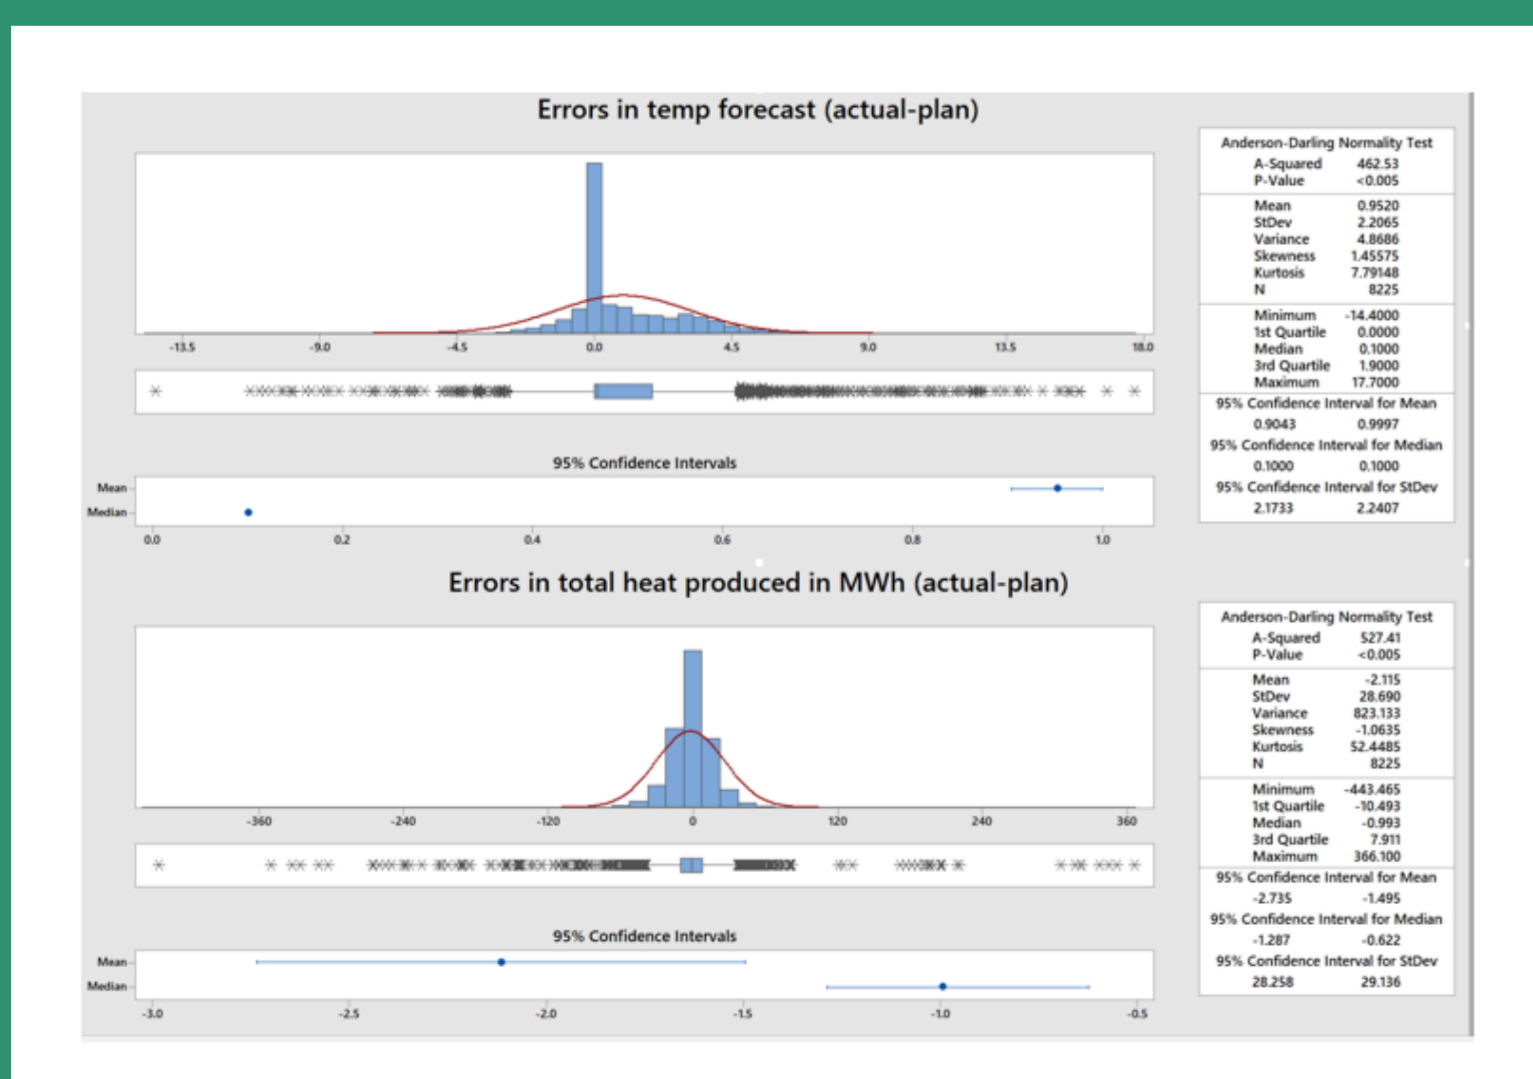 Errors in temp forecast (actual-plan)
-13.5 -9.0 -4.5 0.0 4.5 9.0 13.5 18.0
95% Confidence Intervals
Mean
Median
0.0 0.2 0.4 0.6 0.8 1.0
Anderson-Darling Normality Test
A-Squared 462.53
P-Value <0.005
Mean 0.9520
StDev 2.2065
Variance 4.8686
Skewness 1.45575
Kurtosis 7.79148
N 8225
Minimum -14.4000
1st Quartile 0.0000
Median 0.1000
3rd Quartile 1.9000
Maximum 17.7000
95% Confidence Interval for Mean
0.9043 0.9997
95% Confidence Interval for Median
0.1000 0.1000
95% Confidence Interval for StDev
2.1733 2.2407
Errors in total heat produced in MWh (actual-plan)
-360 -240 -120 0 120 240 360
95% Confidence Intervals
Mean
Median
-3.0 -2.5 -2.0 -1.5 -1.0 -0.5
Anderson-Darling Normality Test
A-Squared 527.41
P-Value <0.005
Mean -2.115
StDev 28.690
Variance 823.133
Skewness -1.0635
Kurtosis 52.4485
N 8225
Minimum -443.465
1st Quartile -10.493
Median -0.993
3rd Quartile 7.911
Maximum 366.100
95% Confidence Interval for Mean
-2.735 -1.495
95% Confidence Interval for Median
-1.287 -0.622
95% Confidence Interval for StDev
28.258 29.136